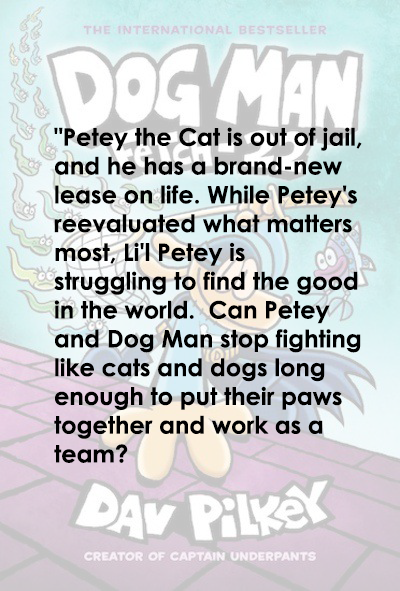 THE INTERNATIONAL BESTSELLER
DOG MAN
"Petey the Cat is out of jail,
and he has a brand-new
lease on life. While Petey's
reevaluated what matters
most, Li'l Petey is
struggling to find the good
in the world.  Can Petey
and Dog Man stop fighting
like cats and dogs long
enough to put their paws
together and work as a
team?
DAV PILKEY
CREATOR OF CAPTAIN UNDERPANTS